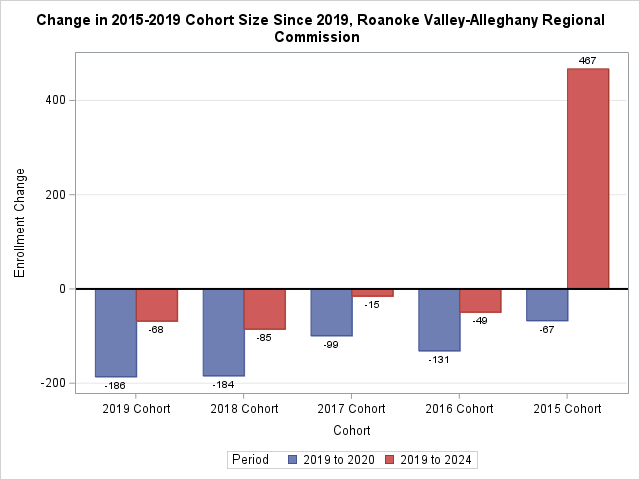 Change in 2015-2019 Cohort Size Since 2019, Roanoke Valley-Alleghany Regional
Commission
467
400
200
0
-200
Enrollment Change
-186
-68
-184
-85
-99
-15
-131
-49
-67
2019 Cohort
2018 Cohort
2017 Cohort
2016 Cohort
2015 Cohort
Cohort
Period
2019 to 2020
2019 to 2024